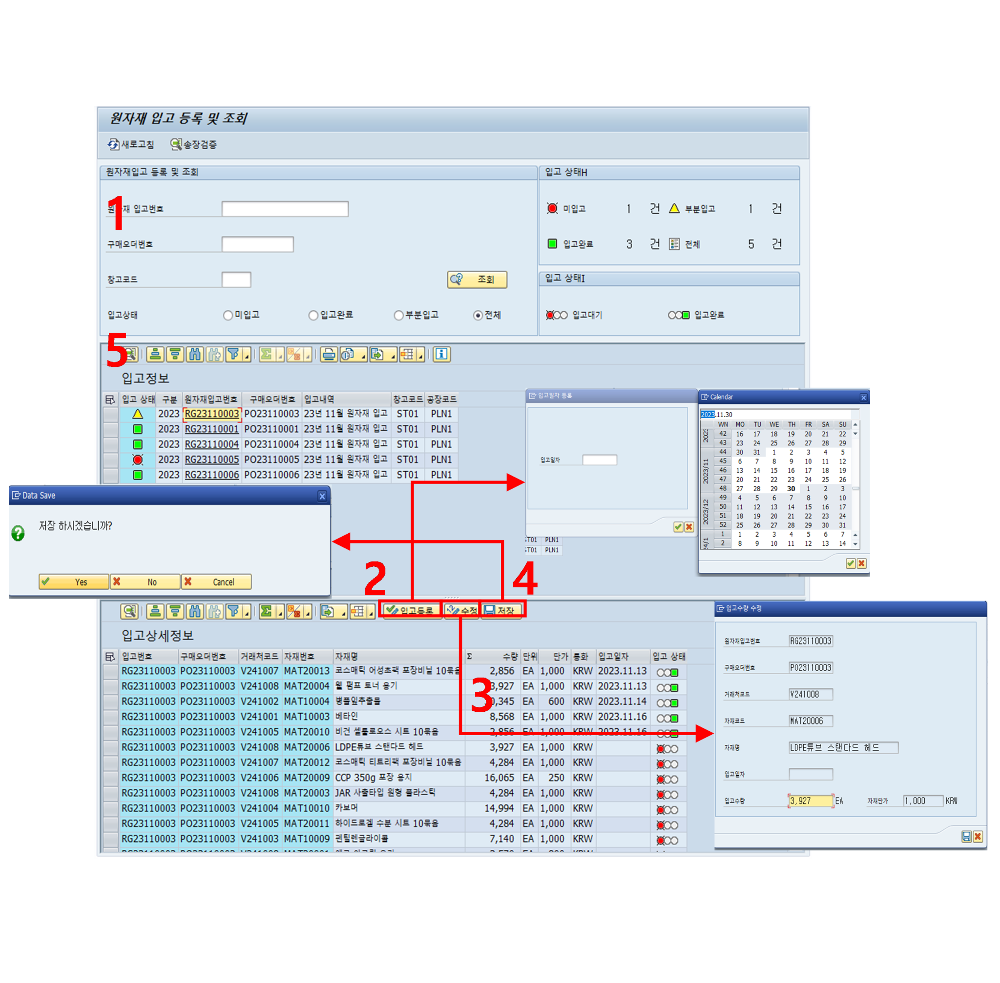 원자재 입고 등록 및 조회
새로고침 송장검증
원자재입고 등록 및 조회
입고 상태H
1
입고번호
미입고 1 건 부분입고 1 건
구매오더번호
입고완료 3 건 전체 5 건
창고코드
조회
입고 상태I
입고상태 미입고 입고완료 부분입고 전체
입고대기 입고완료
5
입고정보
입고 상태 구분 원자재입고번호 구매오더번호 입고내역 창고코드 공장코드
2023 RG23110003 PO23110003 23년 11월 원자재 입고 ST01 PLN1
2023 RG23110001 PO23110001 23년 11월 원자재 입고 ST01 PLN1
2023 RG23110004 PO23110004 23년 11월 원자재 입고 ST01 PLN1
2023 RG23110005 PO23110005 23년 11월 원자재 입고 ST01 PLN1
2023 RG23110006 PO23110006 23년 11월 원자재 입고 ST01 PLN1
입고일자 등록
입고일자
PLN1
PLN1
Calendar
2023.11.30
WN MO TU WE TH FR SA SU
42 16 17 18 19 20 21 22
43 23 24 25 26 27 28 29
44 30 31 1 2 3 4 5
45 6 7 8 9 10 11 12
46 13 14 15 16 17 18 19
47 20 21 22 23 24 25 26
48 27 28 29 30 1 2 3
49 4 5 6 7 8 9 10
50 11 12 13 14 15 16 17
51 18 19 20 21 22 23 24
52 25 26 27 28 29 30 31
1 1 2 3 4 5 6 7
2 8 9 10 11 12 13 14
2023/11
2023/12
Data Save
저장 하시겠습니까?
Yes No Cancel
2
4
입고등록 수정 저장
입고상세정보
입고번호 구매오더번호 거래처코드 자재번호 자재명 Σ 수량 단위 단가 통화 입고일자 입고 상태
RG23110003 PO23110003 V241007 MAT20013 코스매틱 어성초팩 포장비닐 10묶음 2,856 EA 1,000 KRW 2023.11.13
RG23110003 PO23110003 V241008 MAT20004 웰 펌프 토너 용기 3,927 EA 1,000 KRW 2023.11.13
RG23110003 PO23110003 V241002 MAT10004 병풀잎추출물 EA 600 KRW 2023.11.14
RG23110003 PO23110003 V241001 MAT10003 베타인 8,568 EA 1,000 KRW 2023.11.16
RG23110003 PO23110003 V241005 MAT20010 비건 셀룰로오스 시트 10묶음 2,856 EA 1,000 KRW 2023.11.16
RG23110003 PO23110003 V241008 MAT20006 LDPE튜브 스탠다드 헤드 3,927 EA 1,000 KRW
RG23110003 PO23110003 V241007 MAT20012 코스매틱 티트리팩 포장비닐 10묶음 4,284 EA 1,000 KRW
RG23110003 PO23110003 V241006 MAT20009 CCP 350g 포장 용지 16,065 EA 250 KRW
RG23110003 PO23110003 V241008 MAT20003 JAR 사출타입 원형 플라스틱 4,284 EA 1,000 KRW
RG23110003 PO23110003 V241004 MAT10010 카보머 14,994 EA 1,000 KRW
RG23110003 PO23110003 V241005 MAT20011 하이드로겔 수분 시트 10묶음 4,284 EA 1,000 KRW
RG23110003 PO23110003 V241003 MAT10009 펜틸렌글라이콜 7,140 EA 1,000 KRW
3
입고수량 수정
원자재입고번호 RG23110003
구매오더번호 PO23110003
거래처코드 V241008
자재코드 MAT20006
자재명 LDPE튜브 스탠다드 헤드
입고일자
입고수량 3,927 EA 자재단가 1,000 KRW